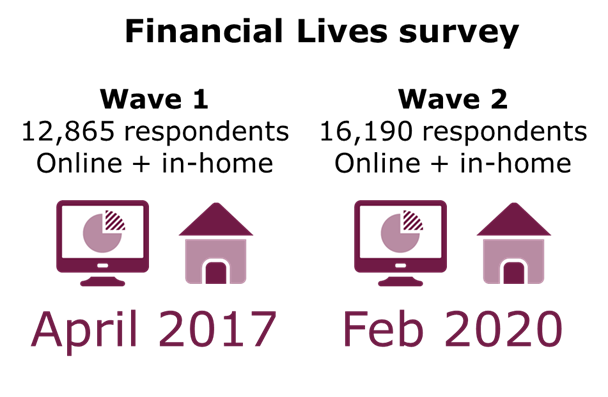 Financial Lives survey
Wave 1
12,865 respondents
Online + in-home
April 2017
Wave 2
16,190 respondents
Online + in-home
Feb 2020